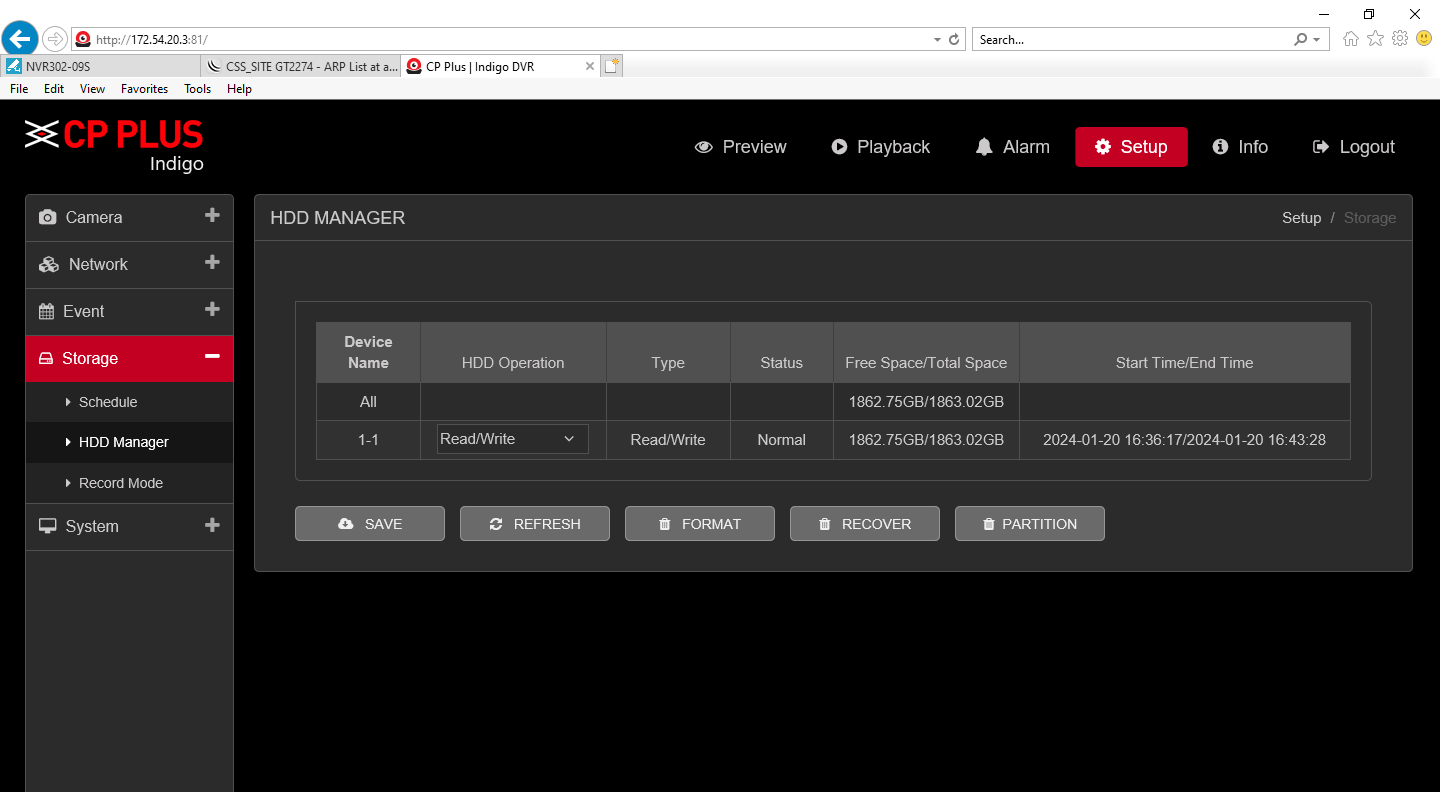 http://172.54.20.3:81/
Search...
NVR302-09S
CSS_SITE GT2274 - ARP List at a...
CP Plus | Indigo DVR
File Edit View Favorites Tools Help
CP PLUS
Indigo
Preview
Playback
Alarm
Setup
Info
Logout
Camera
Network
Event
Storage
Schedule
HDD Manager
Record Mode
System
HDD MANAGER
Setup / Storage
Device Name HDD Operation Type Status Free Space/Total Space Start Time/End Time
All 1862.75GB/1863.02GB
1-1 Read/Write Read/Write Normal 1862.75GB/1863.02GB 2024-01-20 16:36:17/2024-01-20 16:43:28
SAVE REFRESH FORMAT RECOVER PARTITION